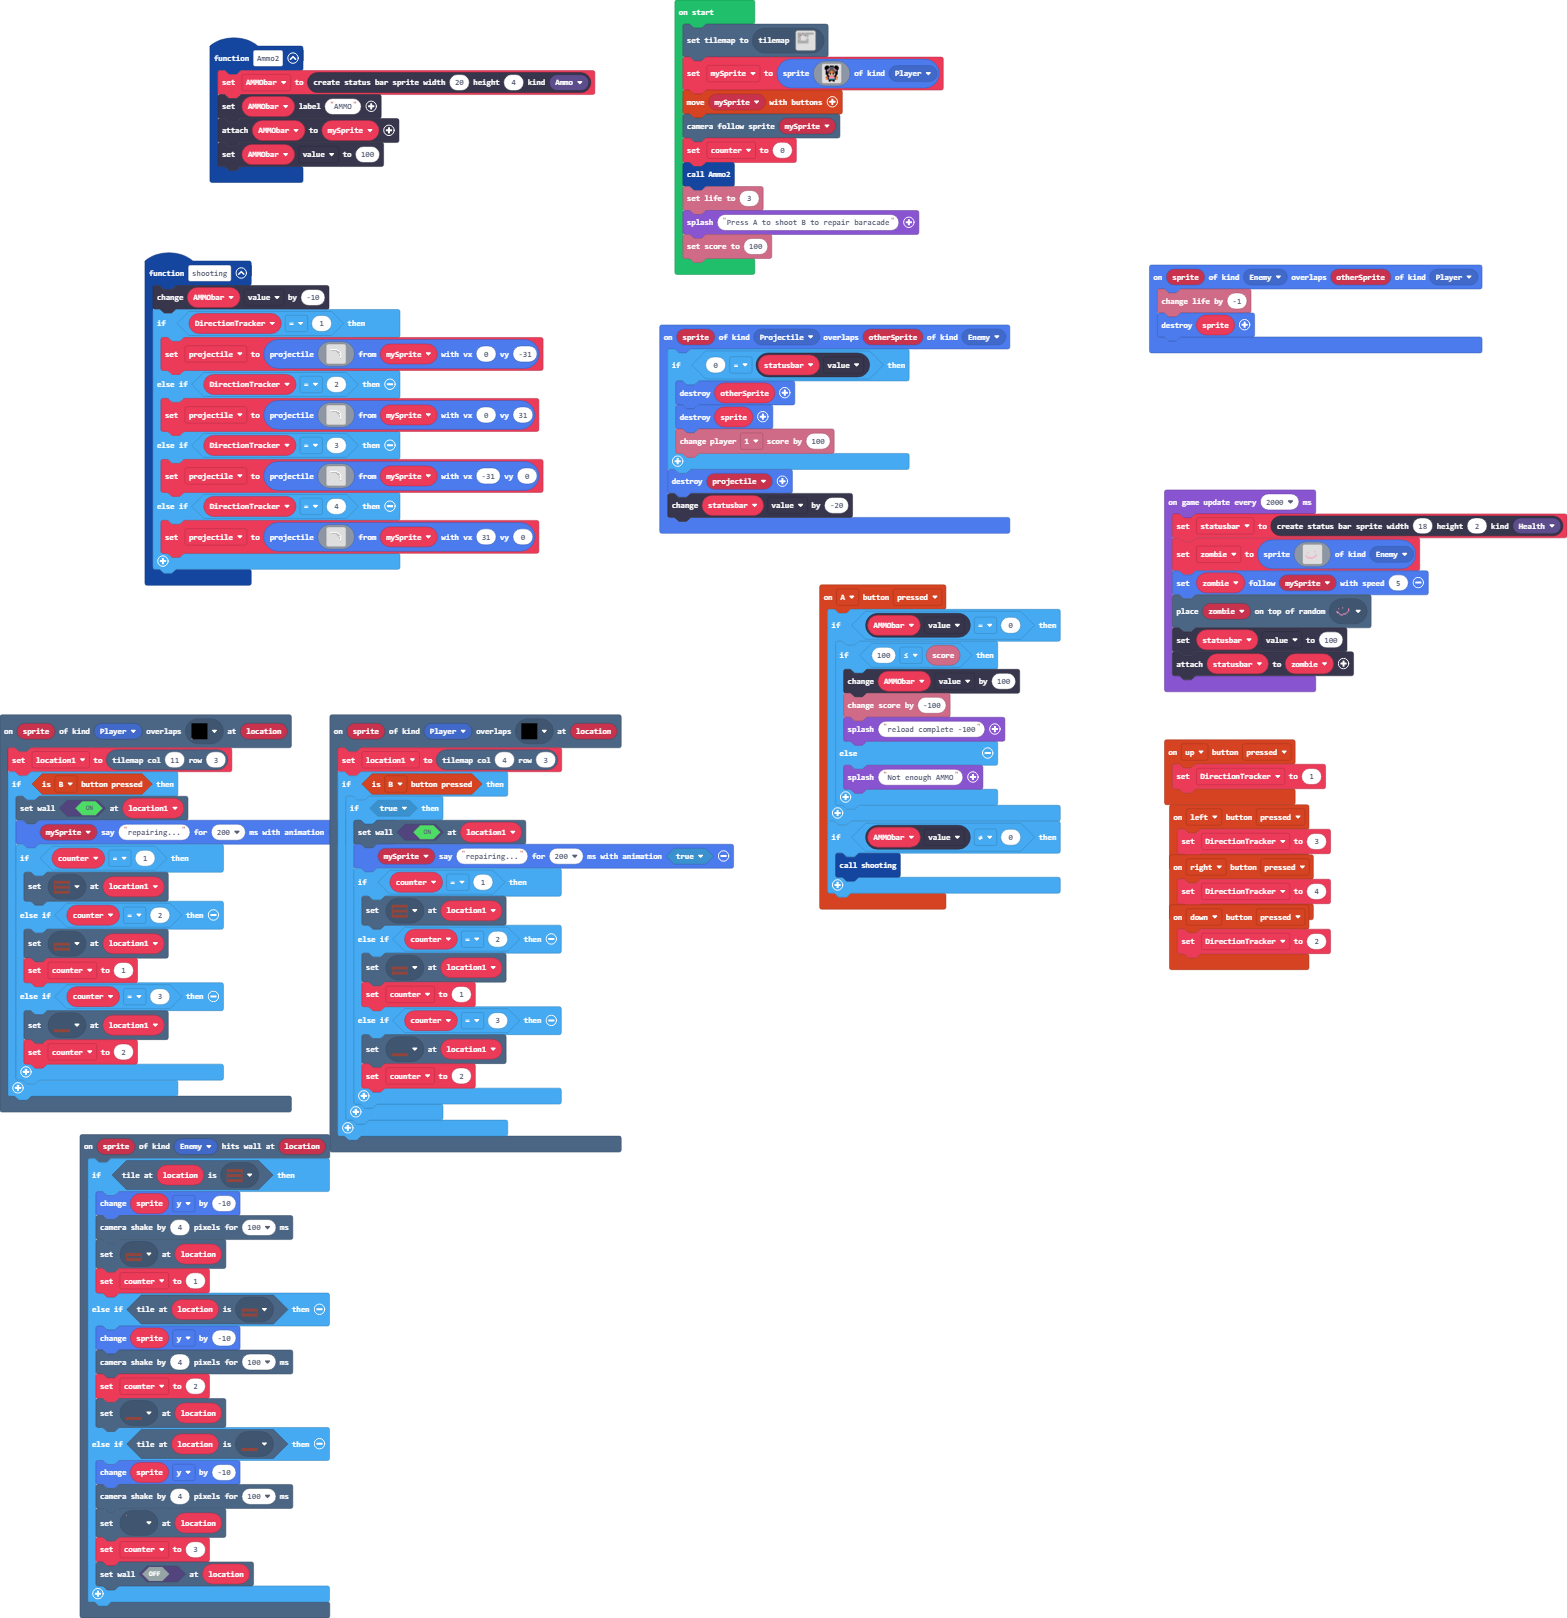 function Ammo2
set AMMObar to create status bar sprite width 20 height 4 kind Ammo
set AMMObar label "AMMO"
attach AMMObar to mySprite
set AMMObar value to 100
on start
set tilemap to tilemap
set mySprite to sprite of kind Player
move mySprite with buttons
camera follow sprite mySprite
set counter to 0
call Ammo2
set life to 3
splash "Press A to shoot B to repair baracade"
set score to 100
function shooting
change AMMObar value by -10
if DirectionTracker = 1 then
set projectile to projectile from mySprite with vx 0 vy -31
else if DirectionTracker = 2 then
set projectile to projectile from mySprite with vx 0 vy 31
else if DirectionTracker = 3 then
set projectile to projectile from mySprite with vx -31 vy 0
else if DirectionTracker = 4 then
set projectile to projectile from mySprite with vx 31 vy 0
on sprite of kind Projectile overlaps otherSprite of kind Enemy
if 0 = statusbar value then
destroy otherSprite
destroy sprite
change player 1 score by 100
destroy projectile
change statusbar value by -20
on sprite of kind Enemy overlaps otherSprite of kind Player
change life by -1
destroy sprite
on game update every 2000 ms
set statusbar to create status bar sprite width 18 height 2 kind Health
set zombie to sprite of kind Enemy
set zombie follow mySprite with speed 5
place zombie on top of random
set statusbar value to 100
attach statusbar to zombie
on A button pressed
if AMMObar value = 0 then
if 100 ≤ score then
change AMMObar value by 100
change score by -100
splash "reload complete -100"
else
splash "Not enough AMMO"
if AMMObar value ≠ 0 then
call shooting
on up button pressed
set DirectionTracker to 1
on left button pressed
set DirectionTracker to 3
on right button pressed
set DirectionTracker to 4
on down button pressed
set DirectionTracker to 2
on sprite of kind Player overlaps at location
set location1 to tilemap col 11 row 3
if is B button pressed then
set wall ON at location1
mySprite say "repairing..." for 200 ms with animation
if counter = 1 then
set at location1
else if counter = 2 then
set at location1
set counter to 1
else if counter = 3 then
set at location1
set counter to 2
on sprite of kind Player overlaps at location
set location1 to tilemap col 4 row 3
if is B button pressed then
if true then
set wall ON at location1
mySprite say "repairing..." for 200 ms with animation true
if counter = 1 then
set at location1
else if counter = 2 then
set at location1
set counter to 1
else if counter = 3 then
set at location1
set counter to 2
on sprite of kind Enemy hits wall at location
if tile at location is then
change sprite y by -10
camera shake by 4 pixels for 100 ms
set at location
set counter to 1
else if tile at location is then
change sprite y by -10
camera shake by 4 pixels for 100 ms
set counter to 2
set at location
else if tile at location is then
change sprite y by -10
camera shake by 4 pixels for 100 ms
set at location
set counter to 3
set wall OFF at location